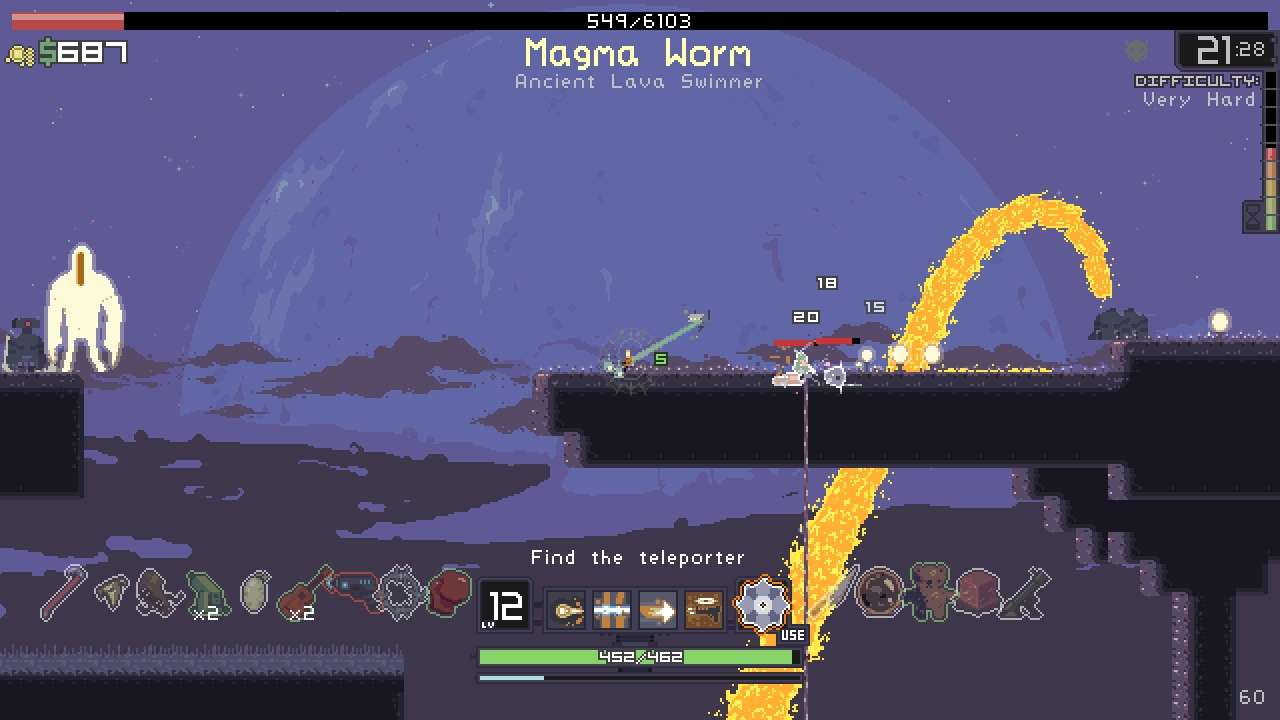 549/6103
$687
Magma Worm
Ancient Lava Swimmer
21:28
DIFFICULTY:
Very Hard
18
15
20
5
Find the teleporter
x2
x2
12
LV
USE
452/462
60